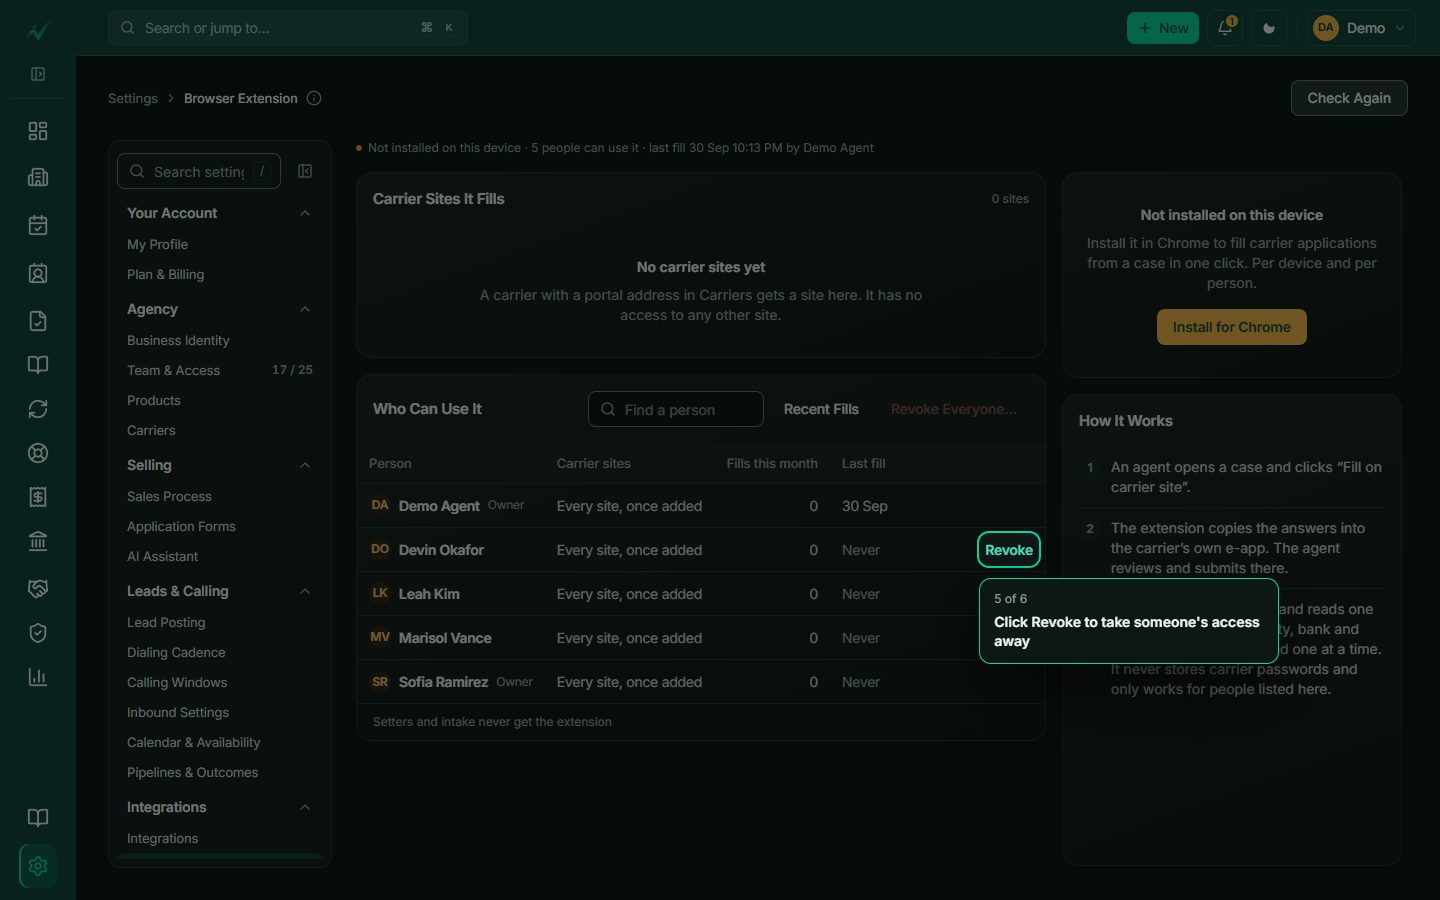 Search or jump to...
⌘ K
New
1
DA
Demo
Settings > Browser Extension
Check Again
Search setting
/
Your Account
My Profile
Plan & Billing
Agency
Business Identity
Team & Access 17 / 25
Products
Carriers
Selling
Sales Process
Application Forms
AI Assistant
Leads & Calling
Lead Posting
Dialing Cadence
Calling Windows
Inbound Settings
Calendar & Availability
Pipelines & Outcomes
Integrations
Integrations
Not installed on this device · 5 people can use it · last fill 30 Sep 10:13 PM by Demo Agent
Carrier Sites It Fills
0 sites
No carrier sites yet
A carrier with a portal address in Carriers gets a site here. It has no
access to any other site.
Who Can Use It
Find a person
Recent Fills
Revoke Everyone...
Person Carrier sites Fills this month Last fill
DA Demo Agent Owner Every site, once added 0 30 Sep
DO Devin Okafor Every site, once added 0 Never Revoke
LK Leah Kim Every site, once added 0 Never
MV Marisol Vance Every site, once added 0 Never
SR Sofia Ramirez Owner Every site, once added 0 Never
Setters and intake never get the extension
Not installed on this device
Install it in Chrome to fill carrier applications
from a case in one click. Per device and per
person.
Install for Chrome
How It Works
1 An agent opens a case and clicks “Fill on
carrier site”.
2 The extension copies the answers into
the carrier’s own e-app. The agent
reviews and submits there.
and reads one
bank and
one at a time.
It never stores carrier passwords and
only works for people listed here.
5 of 6
Click Revoke to take someone's access
away